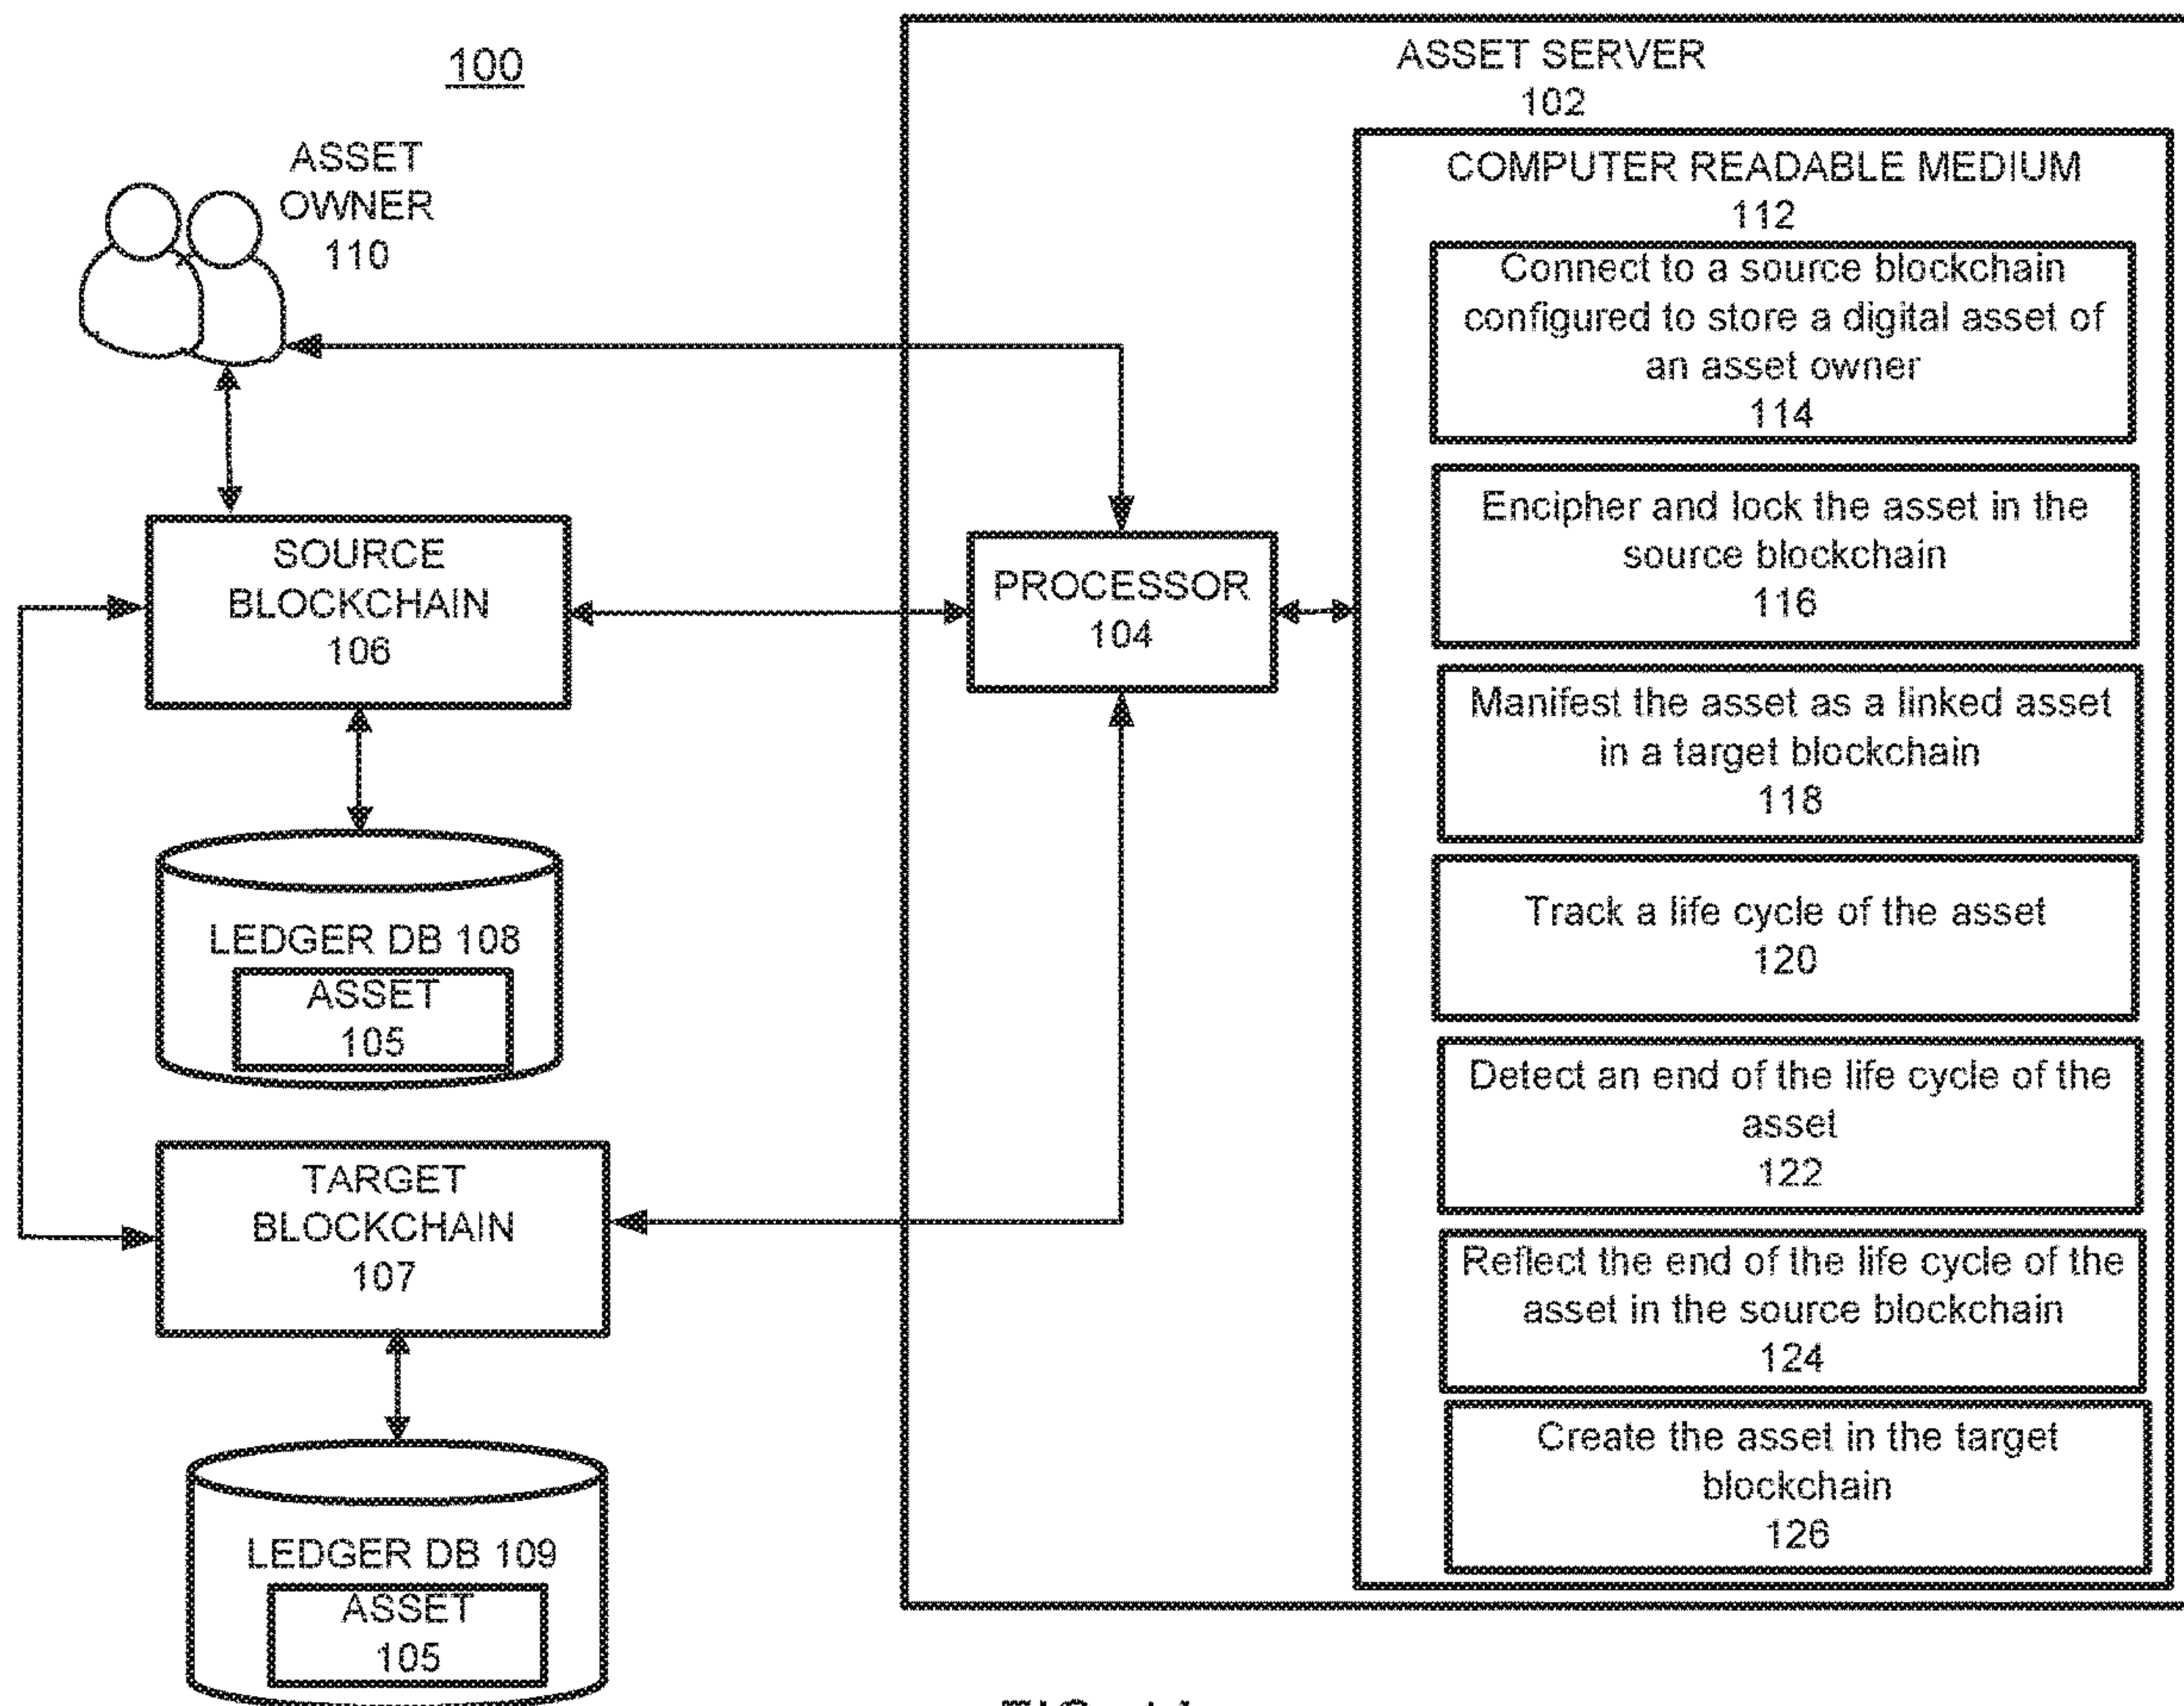 100
ASSET
OWNER
110
SOURCE
BLOCKCHAIN
106
LEDGER DB 108
ASSET
105
TARGET
BLOCKCHAIN
107
LEDGER DB 109
ASSET
105
ASSET SERVER
102
PROCESSOR
104
COMPUTER READABLE MEDIUM
112
Connect to a source blockchain
configured to store a digital asset of
an asset owner
114
Encipher and lock the asset in the
source blockchain
116
Manifest the asset as a linked asset
in a target blockchain
118
Track a life cycle of the asset
120
Detect an end of the life cycle of the
asset
122
Reflect the end of the life cycle of the
asset in the source blockchain
124
Create the asset in the target
blockchain
126